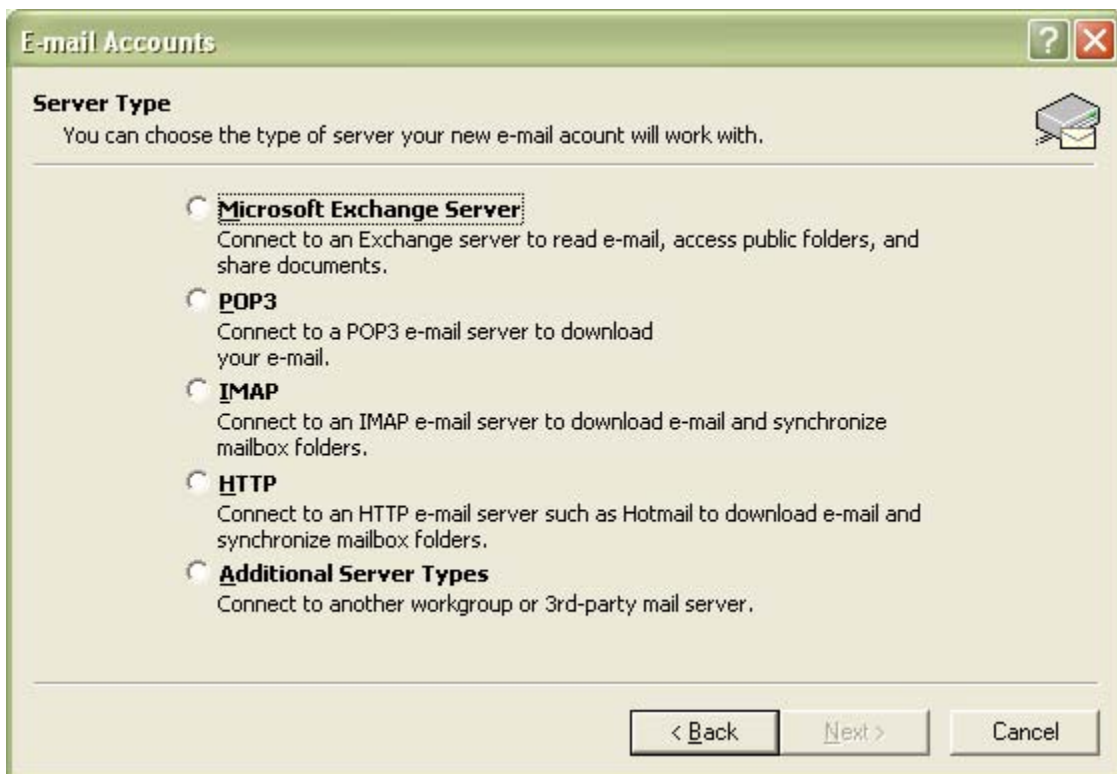 E-mail Accounts
Server Type
You can choose the type of server your new e-mail acount will work with.
Microsoft Exchange Server
Connect to an Exchange server to read e-mail, access public folders, and
share documents.
POP3
Connect to a POP3 e-mail server to download
your e-mail.
IMAP
Connect to an IMAP e-mail server to download e-mail and synchronize
mailbox folders.
HTTP
Connect to an HTTP e-mail server such as Hotmail to download e-mail and
synchronize mailbox folders.
Additional Server Types
Connect to another workgroup or 3rd-party mail server.
< Back Next > Cancel